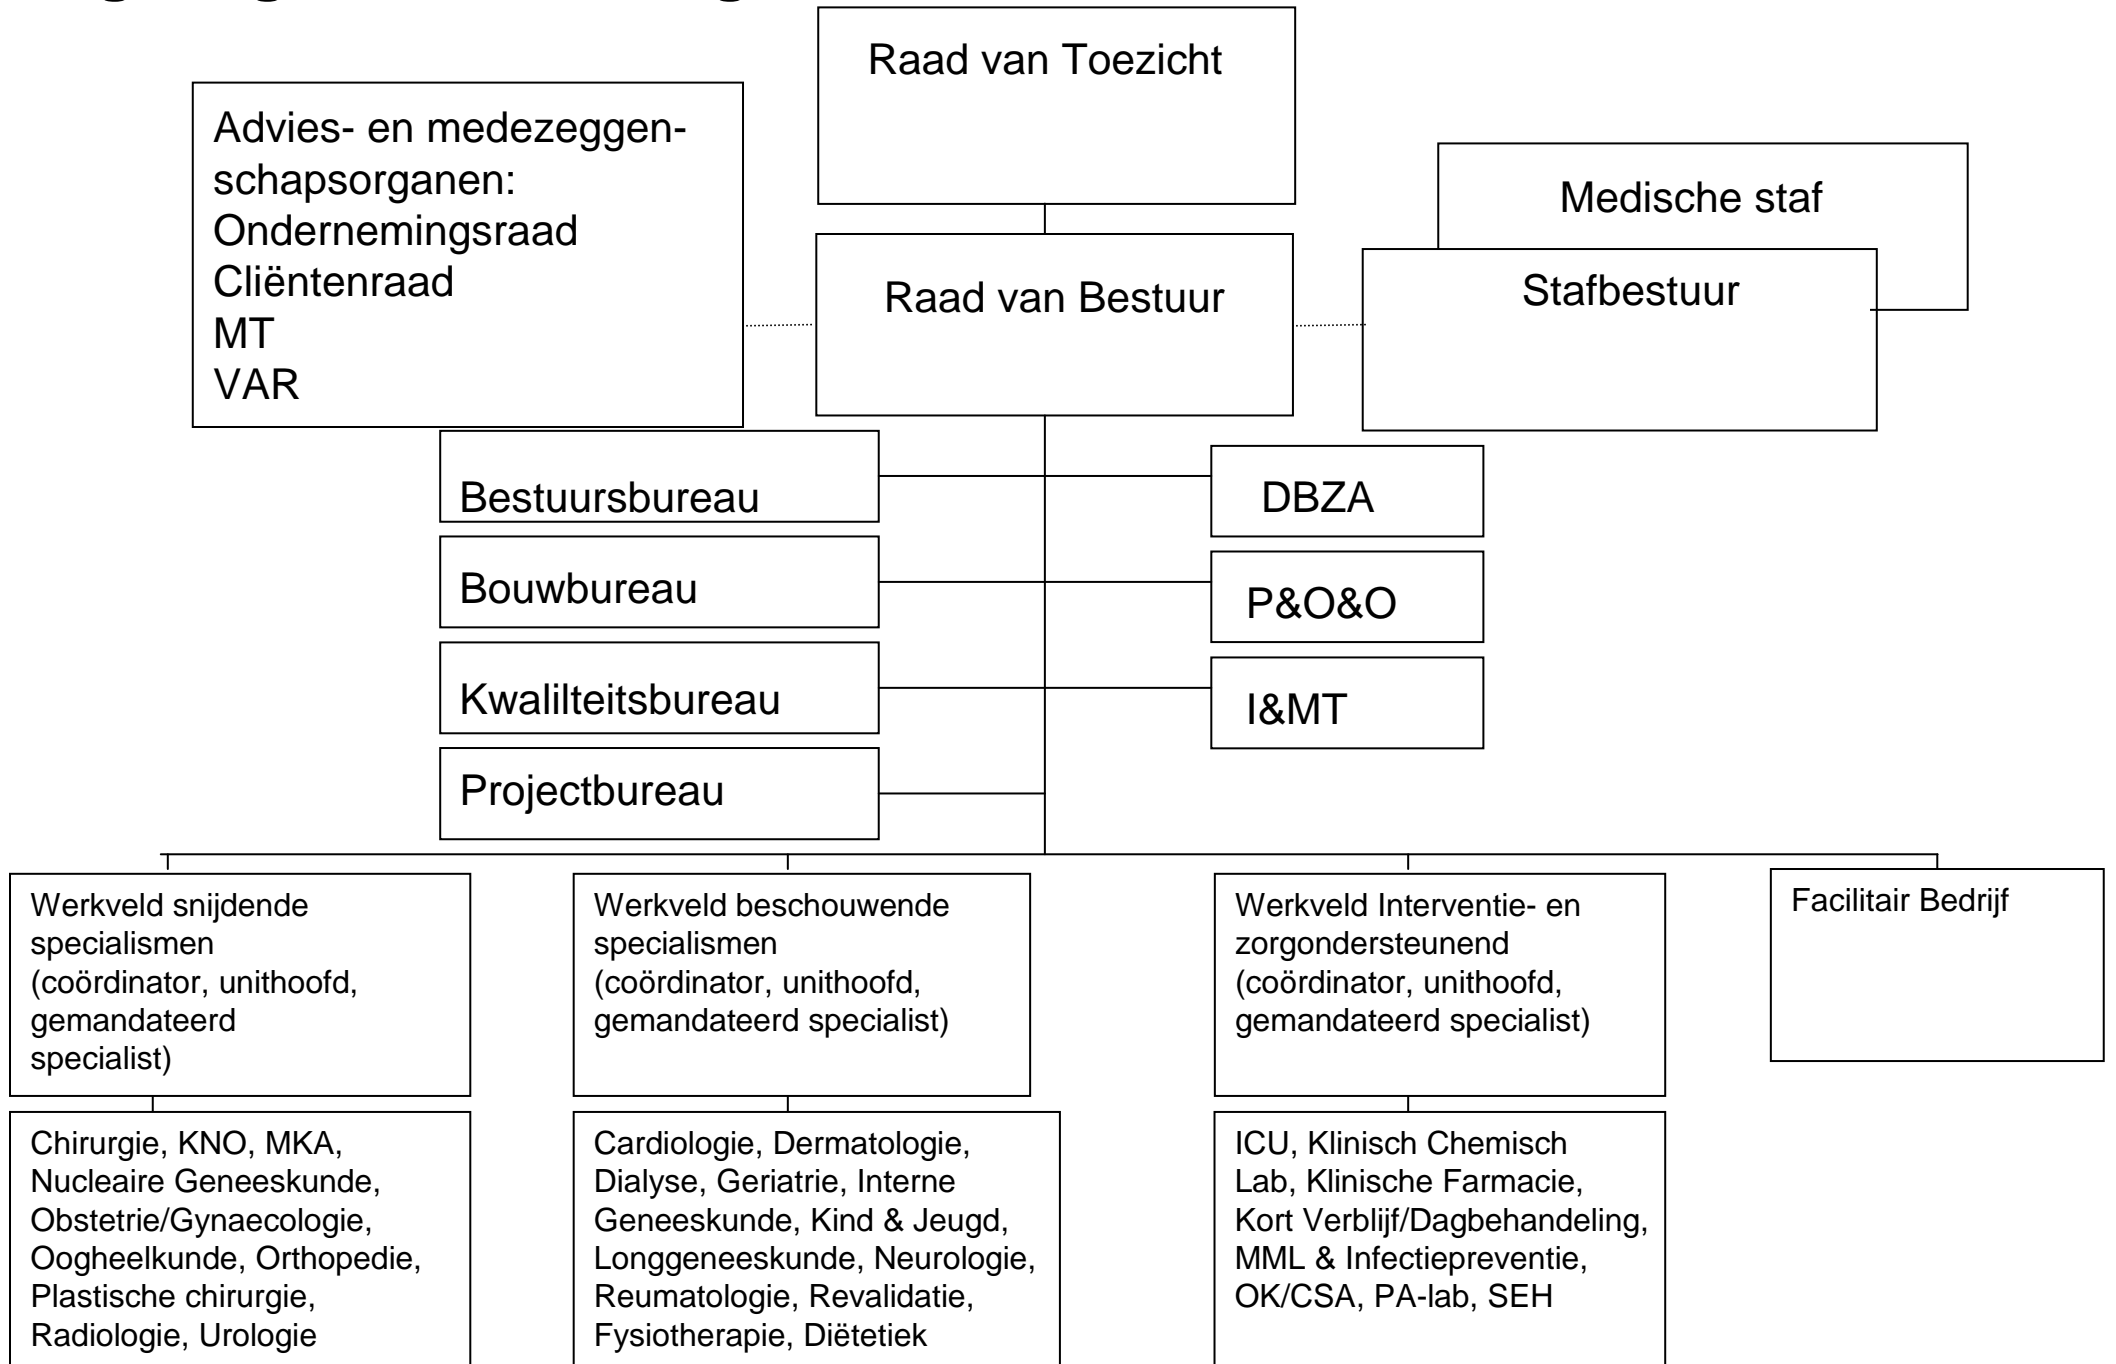 Raad van Toezicht
Advies- en medezeggen-
schapsorganen:
Ondernemingsraad
Cliëntenraad
MT
VAR
Medische staf
Raad van Bestuur
Stafbestuur
Bestuursbureau
DBZA
Bouwbureau
P&O&O
Kwalilteitsbureau
I&MT
Projectbureau
Werkveld snijdende
specialismen
(coördinator, unithoofd,
gemandateerd
specialist)
Werkveld beschouwende
specialismen
(coördinator, unithoofd,
gemandateerd specialist)
Werkveld Interventie- en
zorgondersteunend
(coördinator, unithoofd,
gemandateerd specialist)
Facilitair Bedrijf
Chirurgie, KNO, MKA,
Nucleaire Geneeskunde,
Obstetrie/Gynaecologie,
Oogheelkunde, Orthopedie,
Plastische chirurgie,
Radiologie, Urologie
Cardiologie, Dermatologie,
Dialyse, Geriatrie, Interne
Geneeskunde, Kind & Jeugd,
Longgeneeskunde, Neurologie,
Reumatologie, Revalidatie,
Fysiotherapie, Diëtetiek
ICU, Klinisch Chemisch
Lab, Klinische Farmacie,
Kort Verblijf/Dagbehandeling,
MML & Infectiepreventie,
OK/CSA, PA-lab, SEH